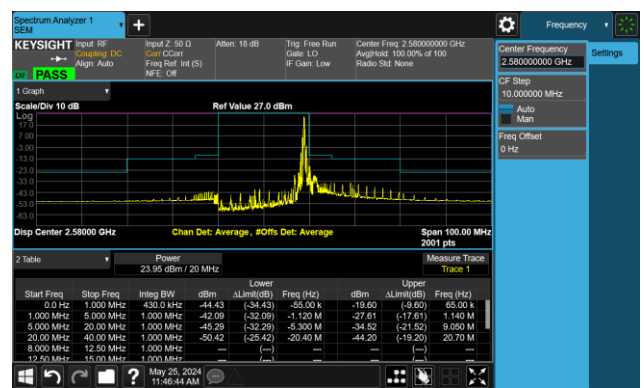 Spectrum Analyzer 1
SEM
Frequency
KEYSIGHT
Input: RF
Coupling: DC
Align: Auto
Input Z: 50 Ω
Corr CCorr
Freq Ref: Int (S)
NFE: Off
Atten: 18 dB
Trig: Free Run
Gate: LO
IF Gain: Low
Center Freq: 2.580000000 GHz
Avg|Hold: 100.00% of 100
Radio Std: None
LW PASS
Center Frequency
2.580000000 GHz
Settings
CF Step
10.000000 MHz
Auto
Man
Freq Offset
0 Hz
1 Graph
Scale/Div 10 dB
Ref Value 27.0 dBm
Log
17.0
7.00
-3.00
-13.0
-23.0
-33.0
-43.0
-53.0
-63.0
Disp Center 2.58000 GHz
Chan Det: Average, #Offs Det: Average
Span 100.00 MHz
2001 pts
2 Table
Power
23.95 dBm / 20 MHz
Measure Trace
Trace 1
Lower Upper
Start Freq Stop Freq Integ BW dBm ΔLimit(dB) Freq (Hz) dBm ΔLimit(dB) Freq (Hz)
0.0 Hz 1.000 MHz 430.0 kHz -44.43 (-34.43) -55.00 k -19.60 (-9.60) 65.00 k
1.000 MHz 5.000 MHz 1.000 MHz -42.09 (-32.09) -1.120 M -27.61 (-17.61) 1.140 M
5.000 MHz 20.00 MHz 1.000 MHz -45.29 (-32.29) -5.300 M -34.52 (-21.52) 9.050 M
20.00 MHz 40.00 MHz 1.000 MHz -50.42 (-25.42) -20.40 M -44.20 (-19.20) 20.70 M
8.000 MHz 12.50 MHz 1.000 MHz --- (---) --- --- (---) ---
12.50 MHz 15.00 MHz 1.000 MHz --- (---) --- --- (---) ---
?
May 25, 2024
11:46:44 AM